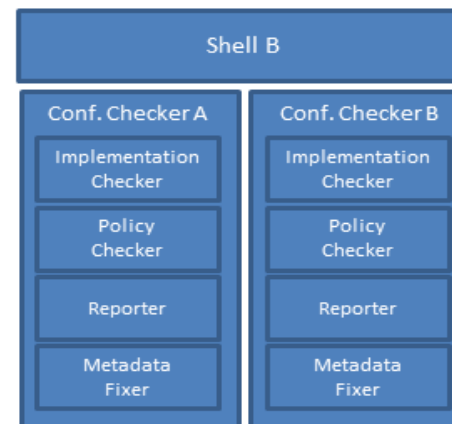 Shell B
Conf. Checker A
Implementation
Checker
Policy
Checker
Reporter
Metadata
Fixer
Conf. Checker B
Implementation
Checker
Policy
Checker
Reporter
Metadata
Fixer